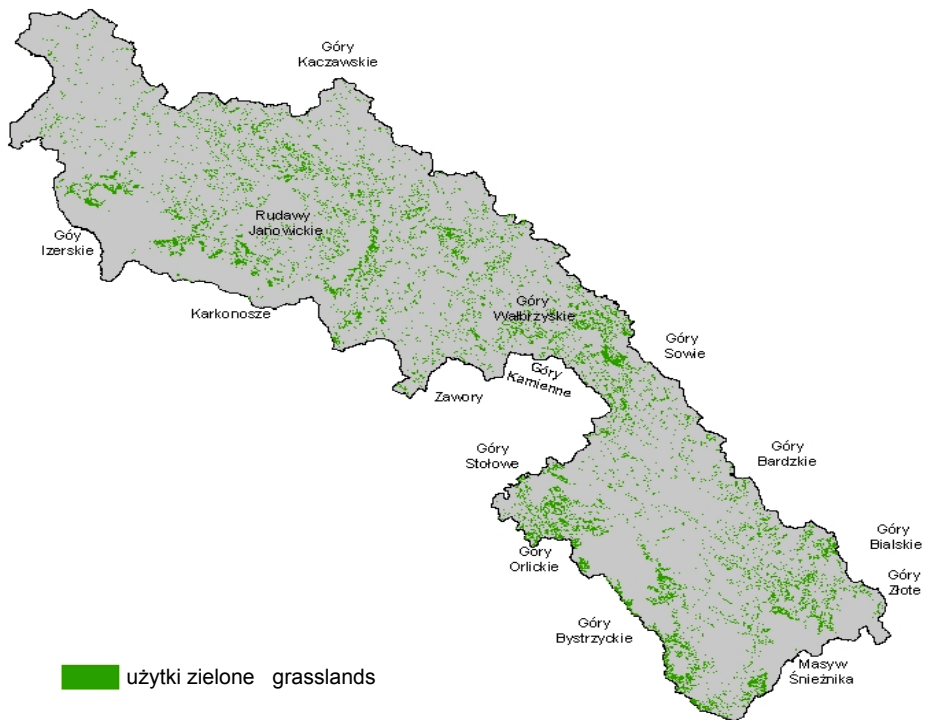 Góry
Kaczawskie
Rudawy
Janowickie
Góy
Izerskie
Karkonosze
Góry
Wałbrzyskie
Góry
Sowie
Góry
Kamienne
Zawory
Góry
Stołowe
Góry
Bardzkie
Góry
Bialskie
Góry
Orlickie
Góry
Złote
Góry
Bystrzyckie
Masyw
Śnieżnika
użytki zielone grasslands